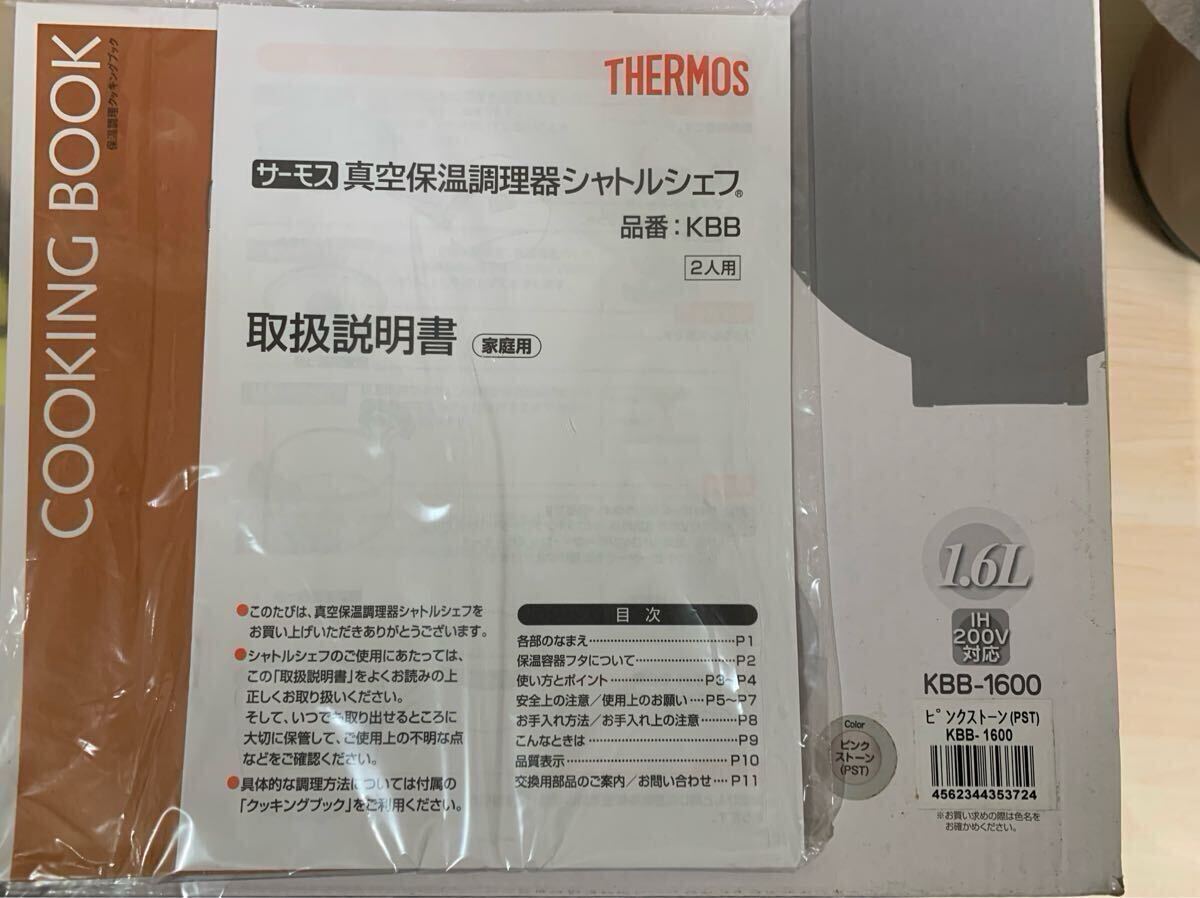 COOKING BOOK
保温調理クッキングブック
THERMOS
サーモス 真空保温調理器シャトルシェフ®
品番：KBB
2人用
取扱説明書 家庭用
●このたびは、真空保温調理器シャトルシェフを
お買い上げいただきありがとうございます。
●シャトルシェフのご使用にあたっては、
この「取扱説明書」をよくお読みの上
正しくお取り扱いください。
そして、いつでも取り出せるところに
大切に保管して、ご使用上の不明な点
などをご確認ください。
●具体的な調理方法については付属の
「クッキングブック」をご利用ください。
目 次
各部のなまえ……………………P1
保温容器フタについて……………P2
使い方とポイント……………P3~P4
安全上の注意／使用上のお願い…P5~P7
お手入れ方法／お手入れ上の注意………P8
こんなときは……………………P9
品質表示……………………P10
交換用部品のご案内／お問い合わせ…P11
1.6L
IH
200V
対応
KBB-1600
Color
ピンク
ストーン
(PST)
ピンクストーン(PST)
KBB-1600
4562344353724
※お買い求めの際は色名を
お確かめください。